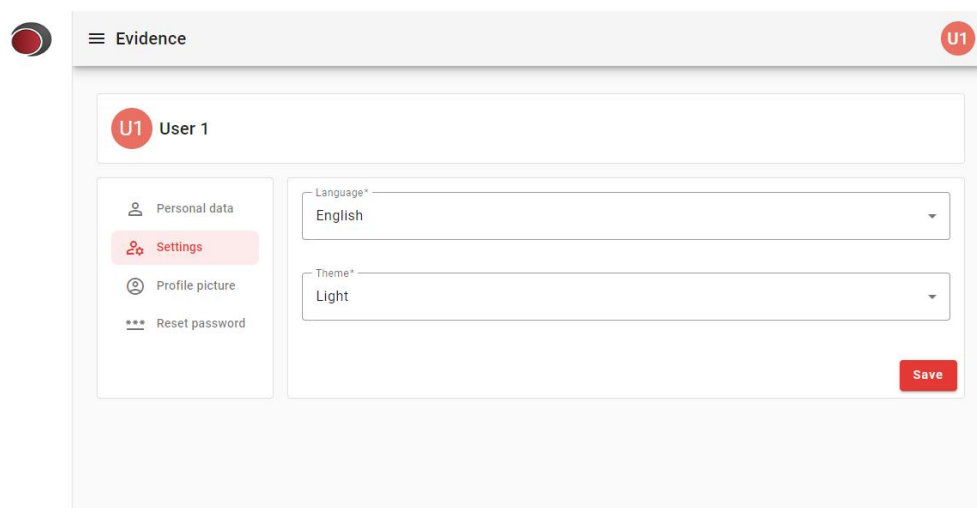 Evidence
U1
U1 User 1
Personal data
Settings
Profile picture
*** Reset password
Language*
English
Theme*
Light
Save